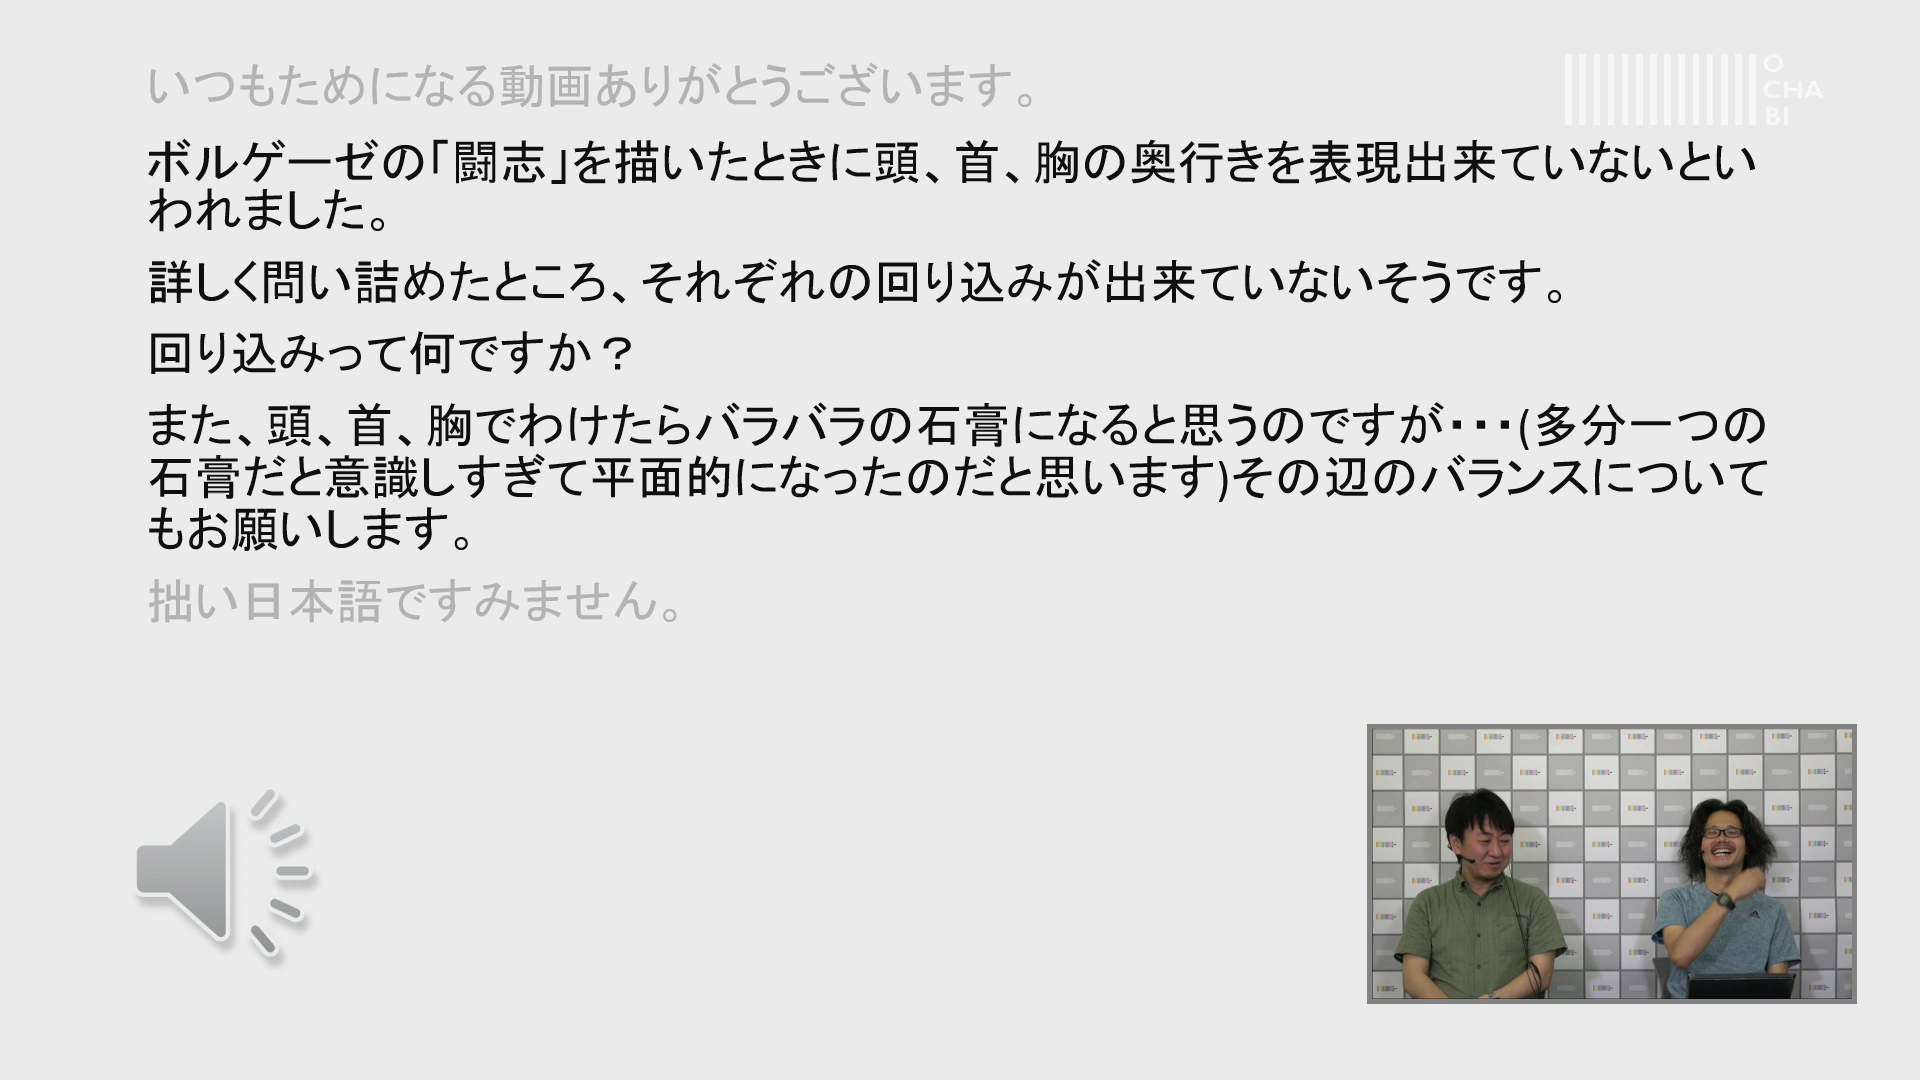 いつもためになる動画ありがとうございます。
O
CHA
BI
ボルゲーゼの「闘志」を描いたときに頭、首、胸の奥行きを表現出来ていないとい
われました。
詳しく問い詰めたところ、それぞれの回り込みが出来ていないそうです。
回り込みって何ですか？
また、頭、首、胸でわけたらバラバラの石膏になると思うのですが・・・(多分一つの
石膏だと意識しすぎて平面的になったのだと思います)その辺のバランスについて
もお願いします。
拙い日本語ですみません。